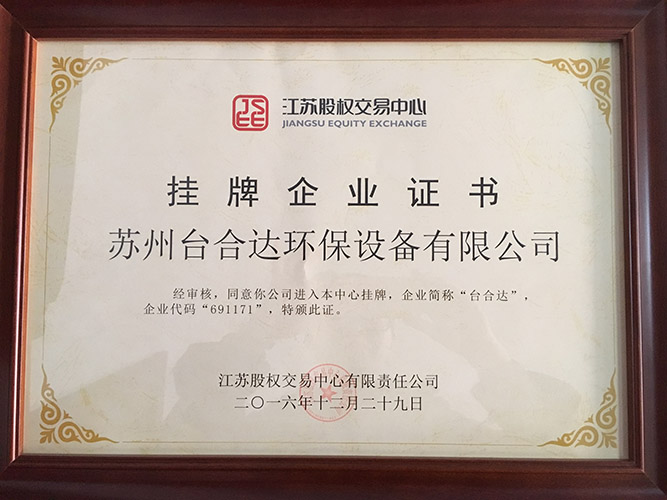 JS
EE
江苏股权交易中心
JIANGSU EQUITY EXCHANGE
挂牌企业证书
苏州台合达环保设备有限公司
经审核，同意你公司进入本中心挂牌，企业简称“台合达”，
企业代码“691171”，特颁此证。
江苏股权交易中心有限责任公司
二〇一六年十二月二十九日